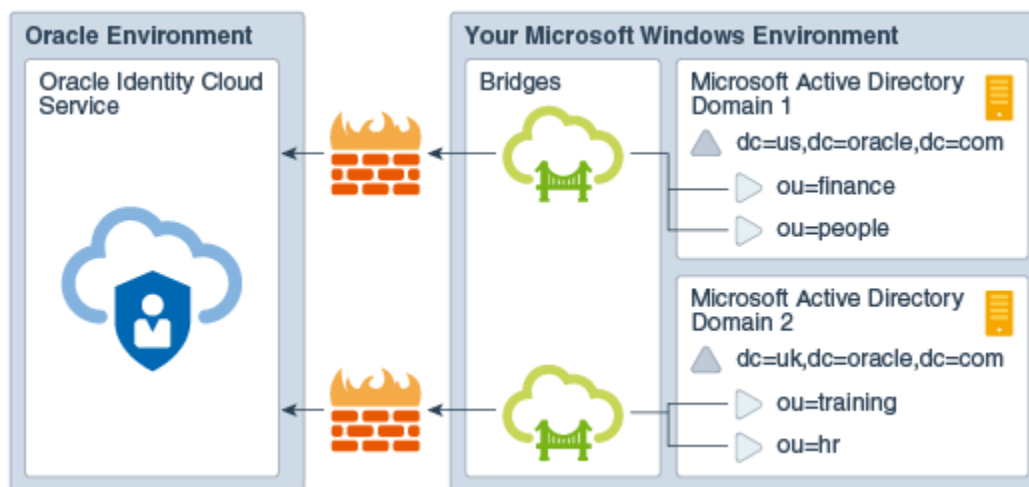 Oracle Environment
Oracle Identity Cloud
Service
Your Microsoft Windows Environment
Bridges
Microsoft Active Directory
Domain 1
dc=us,dc=oracle,dc=com
ou=finance
ou=people
Microsoft Active Directory
Domain 2
dc=uk,dc=oracle,dc=com
ou=training
ou=hr